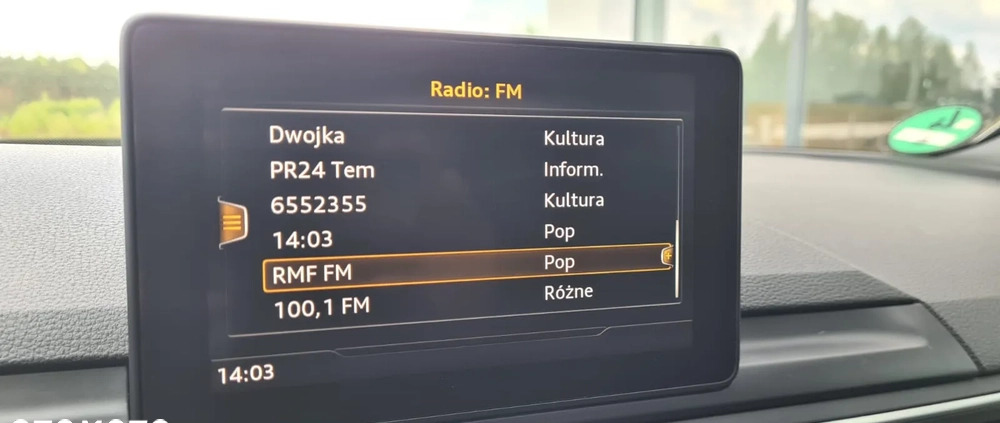 Radio: FM
Dwojka Kultura
PR24 Tem Inform.
6552355 Kultura
14:03 Pop
RMF FM Pop
100,1 FM Różne
14:03